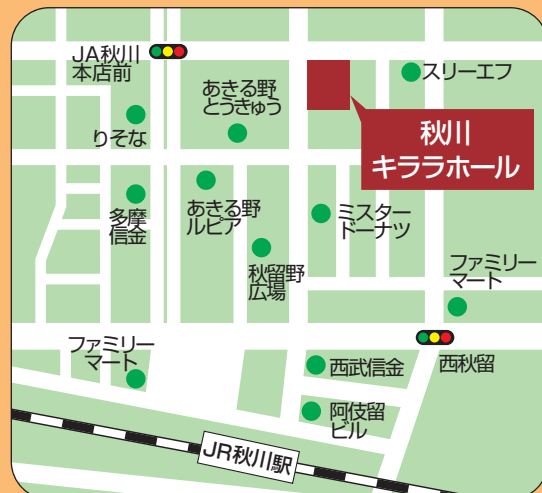 JA秋川
本店前
スリーエフ
あきる野
とうきゅう
りそな
秋川
キララホール
多摩
信金
あきる野
ルピア
ミスター
ドーナツ
秋留野
広場
ファミリー
マート
ファミリー
マート
西武信金
西秋留
阿伎留
ビル
JR秋川駅